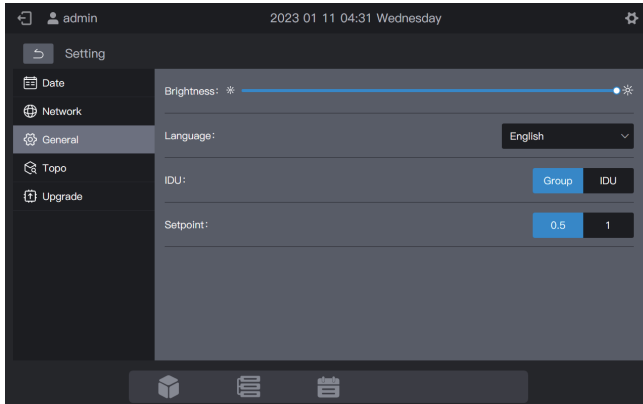 admin 2023 01 11 04:31 Wednesday
Setting
Date
Network
General
Topo
Upgrade
Brightness:
Language: English
IDU: Group IDU
Setpoint: 0.5 1